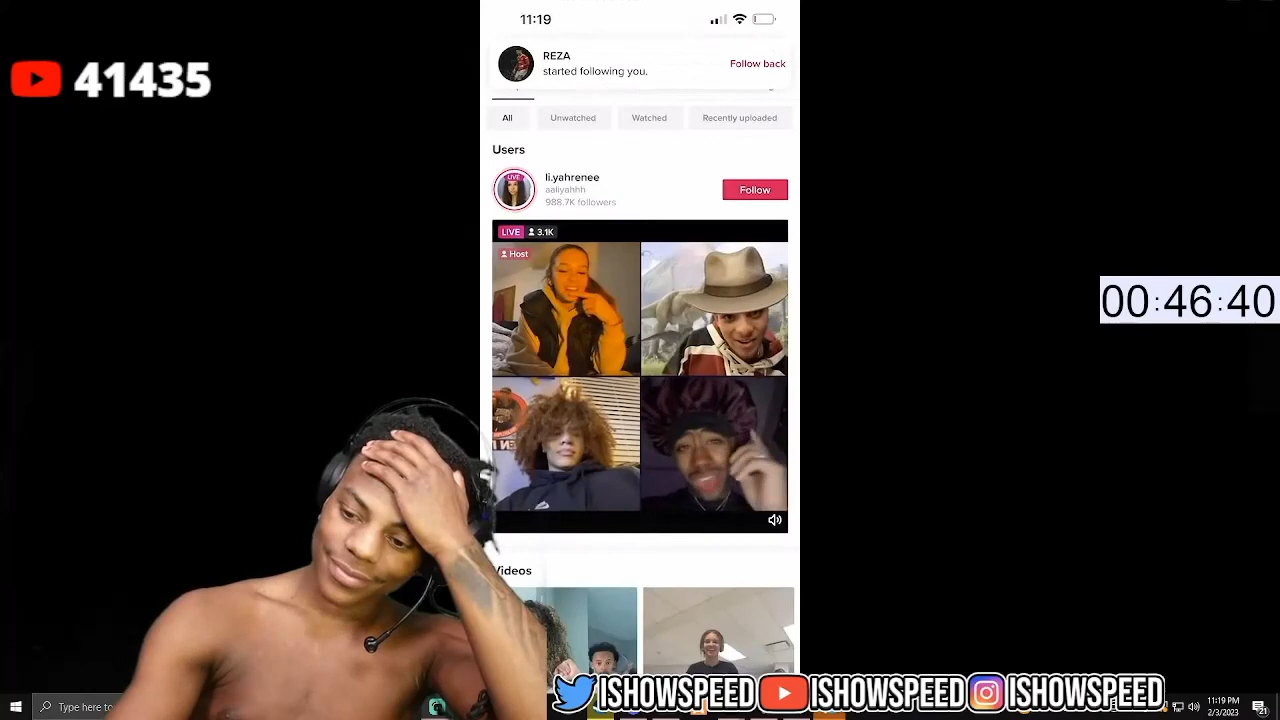 11:19
REZA
started following you.
Follow back
41435
All
Unwatched
Watched
Recently uploaded
Users
LIVE
li.yahrenee
aaliyahhh
988.7K followers
Follow
LIVE
3.1K
Host
00:46:40
Videos
ISHOWSPEED
ISHOWSPEED
ISHOWSPEED
Type here to
11:19 PM
2/3/2023